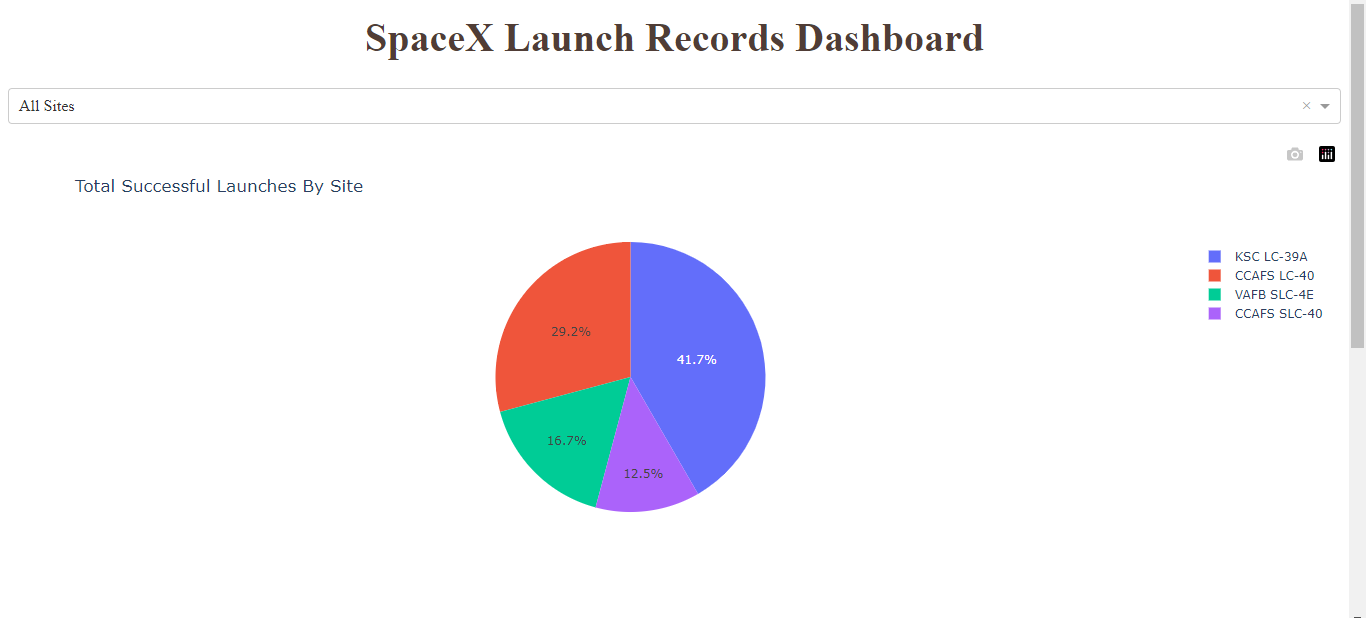 SpaceX Launch Records Dashboard
All Sites
Total Successful Launches By Site
KSC LC-39A
CCAFS LC-40
VAFB SLC-4E
CCAFS SLC-40
29.2%
41.7%
16.7%
12.5%